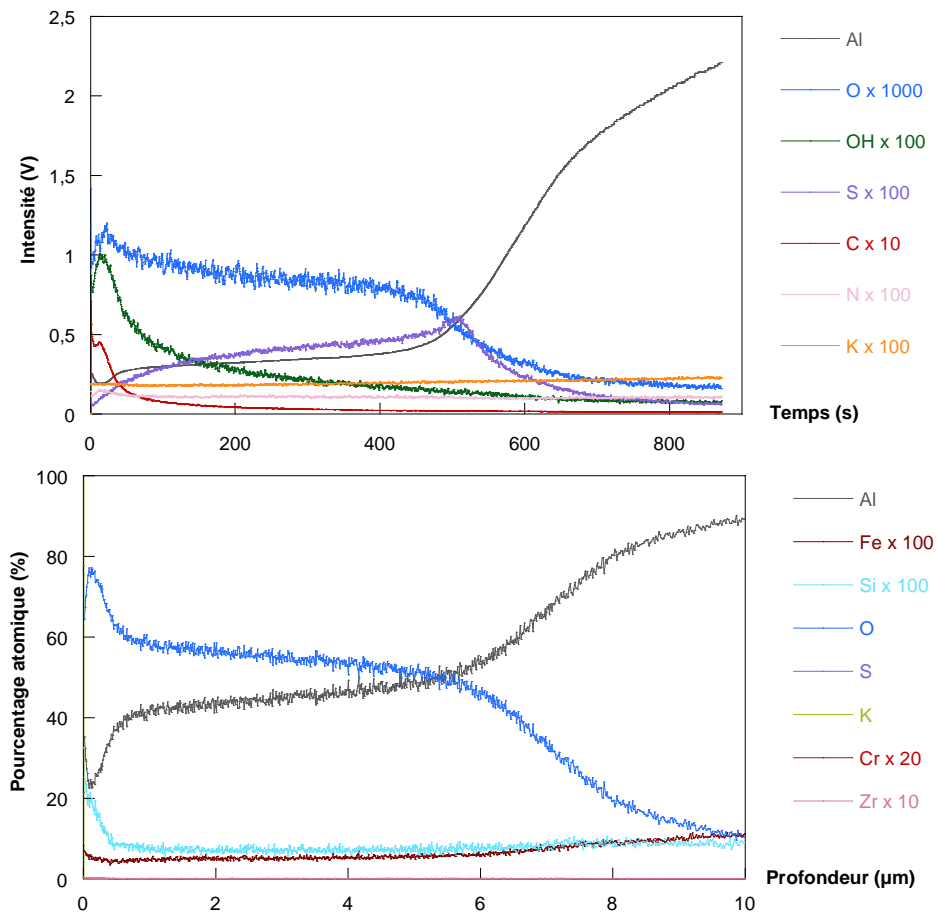 2,5
2
1,5
1
0,5
0
Intensité (V)
0 200 400 600 800
Temps (s)
Al
O x 1000
OH x 100
S x 100
C x 10
N x 100
K x 100
100
80
60
40
20
0
Pourcentage atomique (%)
0 2 4 6 8 10
Profondeur (µm)
Al
Fe x 100
Si x 100
O
S
K
Cr x 20
Zr x 10